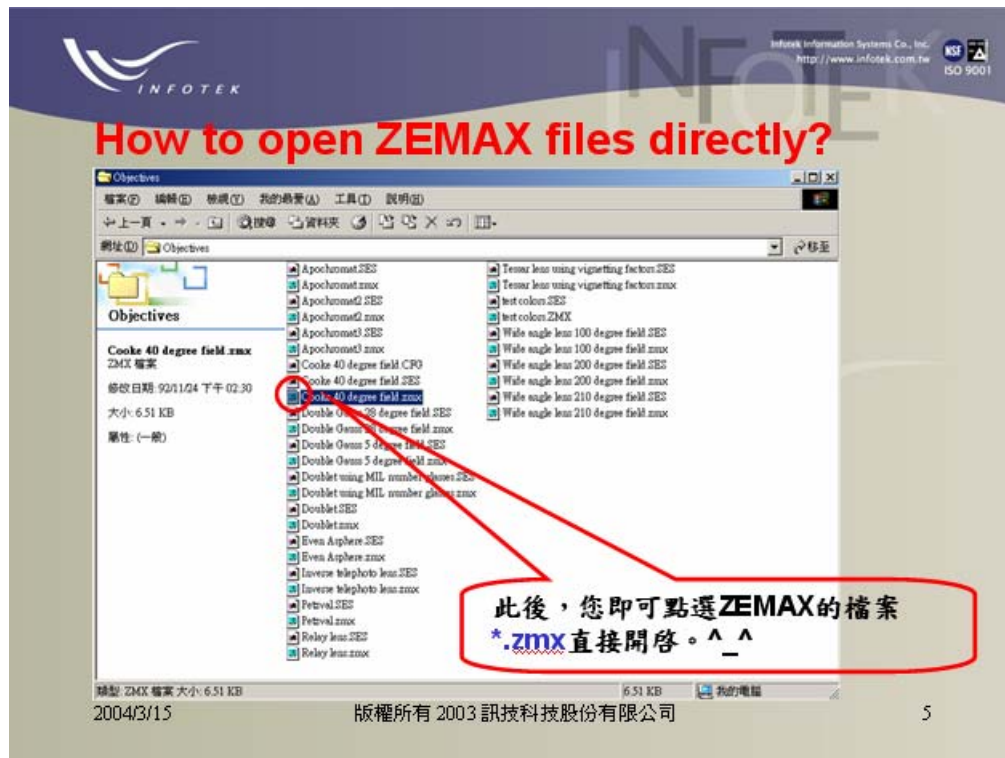 INFOTEK
INFOTEK
Infotek Information Systems Co., Inc.
http://www.infotek.com.tw
NSF
ISO 9001
How to open ZEMAX files directly?
Objectives
檔案(F) 編輯(E) 檢視(V) 我的最愛(A) 工具(T) 說明(H)
上一頁 搜尋 資料夾
網址(D) Objectives 移至
Objectives
Cooke 40 degree field.zmx
ZMX 檔案
修改日期: 92/11/24 下午 02:30
大小: 6.51 KB
屬性: (一般)
Apochromat.SES
Apochromat.zmx
Apochromat2.SES
Apochromat2.zmx
Apochromat3.SES
Apochromat3.zmx
Cooke 40 degree field.CFG
Cooke 40 degree field.SES
Cooke 40 degree field.zmx
Double Gauss 28 degree field.SES
Double Gauss 28 degree field.zmx
Double Gauss 5 degree field.SES
Double Gauss 5 degree field.zmx
Doublet using MIL number glasses.SES
Doublet using MIL number glasses.zmx
Doublet.SES
Doublet.zmx
Even Asphere.SES
Even Asphere.zmx
Inverse telephoto lens.SES
Inverse telephoto lens.zmx
Petzval.SES
Petzval.zmx
Relay lens.SES
Relay lens.zmx
Tessar lens using vignetting factors.SES
Tessar lens using vignetting factors.zmx
test colors.SES
test colors.ZMX
Wide angle lens 100 degree field.SES
Wide angle lens 100 degree field.zmx
Wide angle lens 200 degree field.SES
Wide angle lens 200 degree field.zmx
Wide angle lens 210 degree field.SES
Wide angle lens 210 degree field.zmx
此後，您即可點選ZEMAX的檔案
*.zmx直接開啓。^_^
類型: ZMX 檔案 大小: 6.51 KB 6.51 KB 我的電腦
2004/3/15 版權所有 2003 訊技科技股份有限公司 5